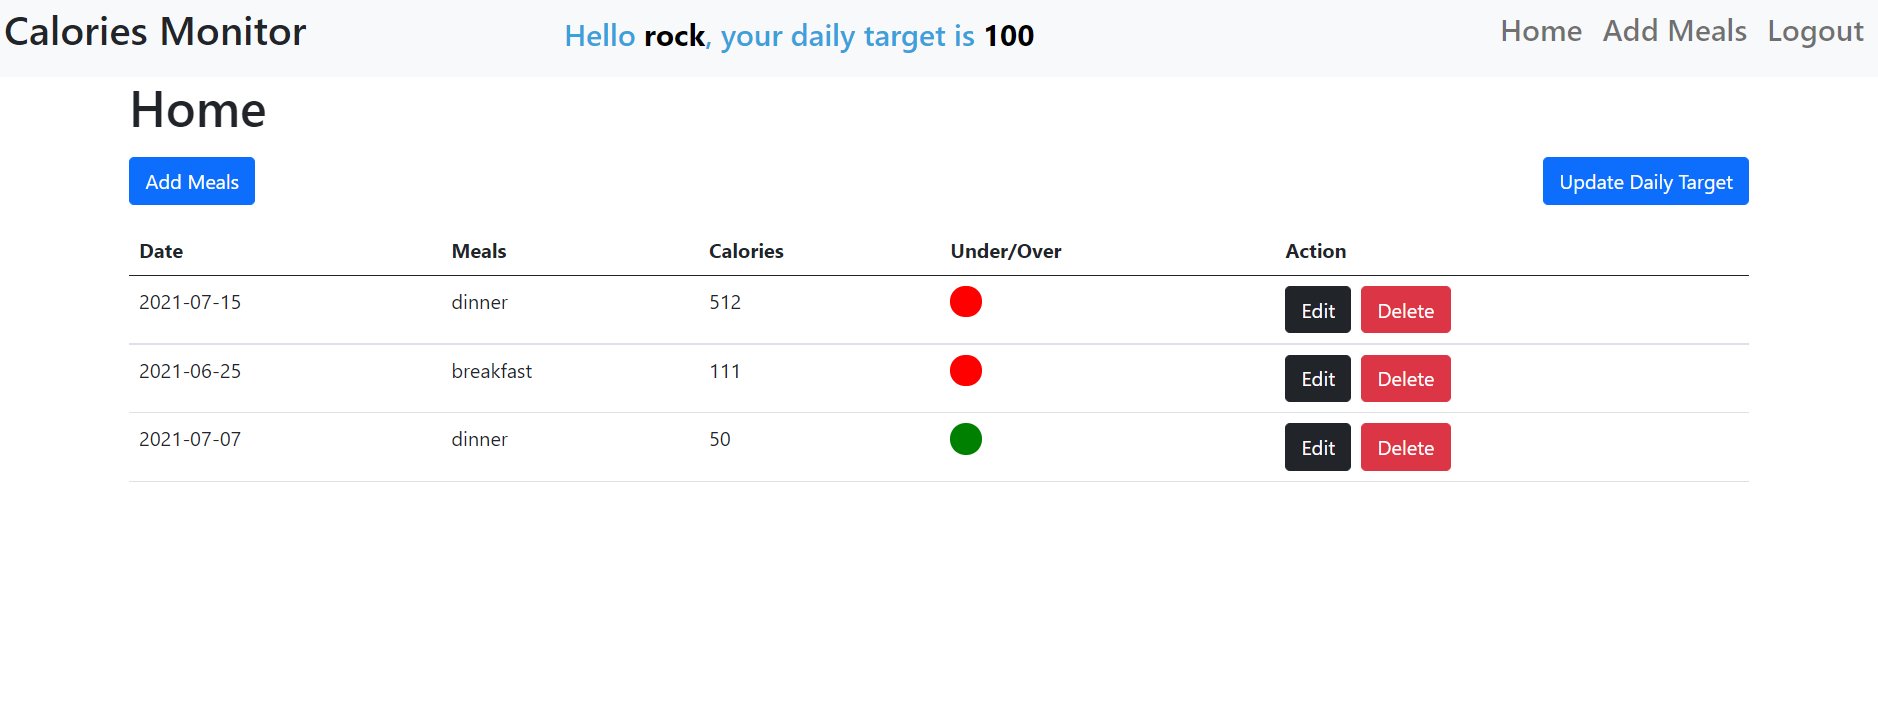 Calories Monitor Hello rock, your daily target is 100 Home Add Meals Logout
Home
Add Meals Update Daily Target
Date Meals Calories Under/Over Action
2021-07-15 dinner 512 Edit Delete
2021-06-25 breakfast 111 Edit Delete
2021-07-07 dinner 50 Edit Delete